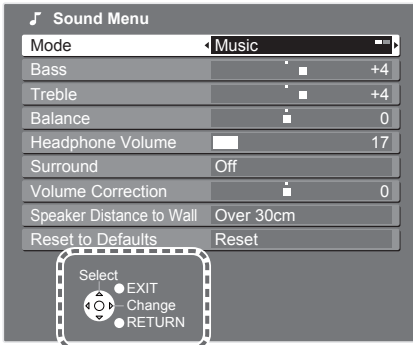 Sound Menu
Mode Music
Bass +4
Treble +4
Balance 0
Headphone Volume 17
Surround Off
Volume Correction 0
Speaker Distance to Wall Over 30cm
Reset to Defaults Reset
Select
EXIT
Change
RETURN